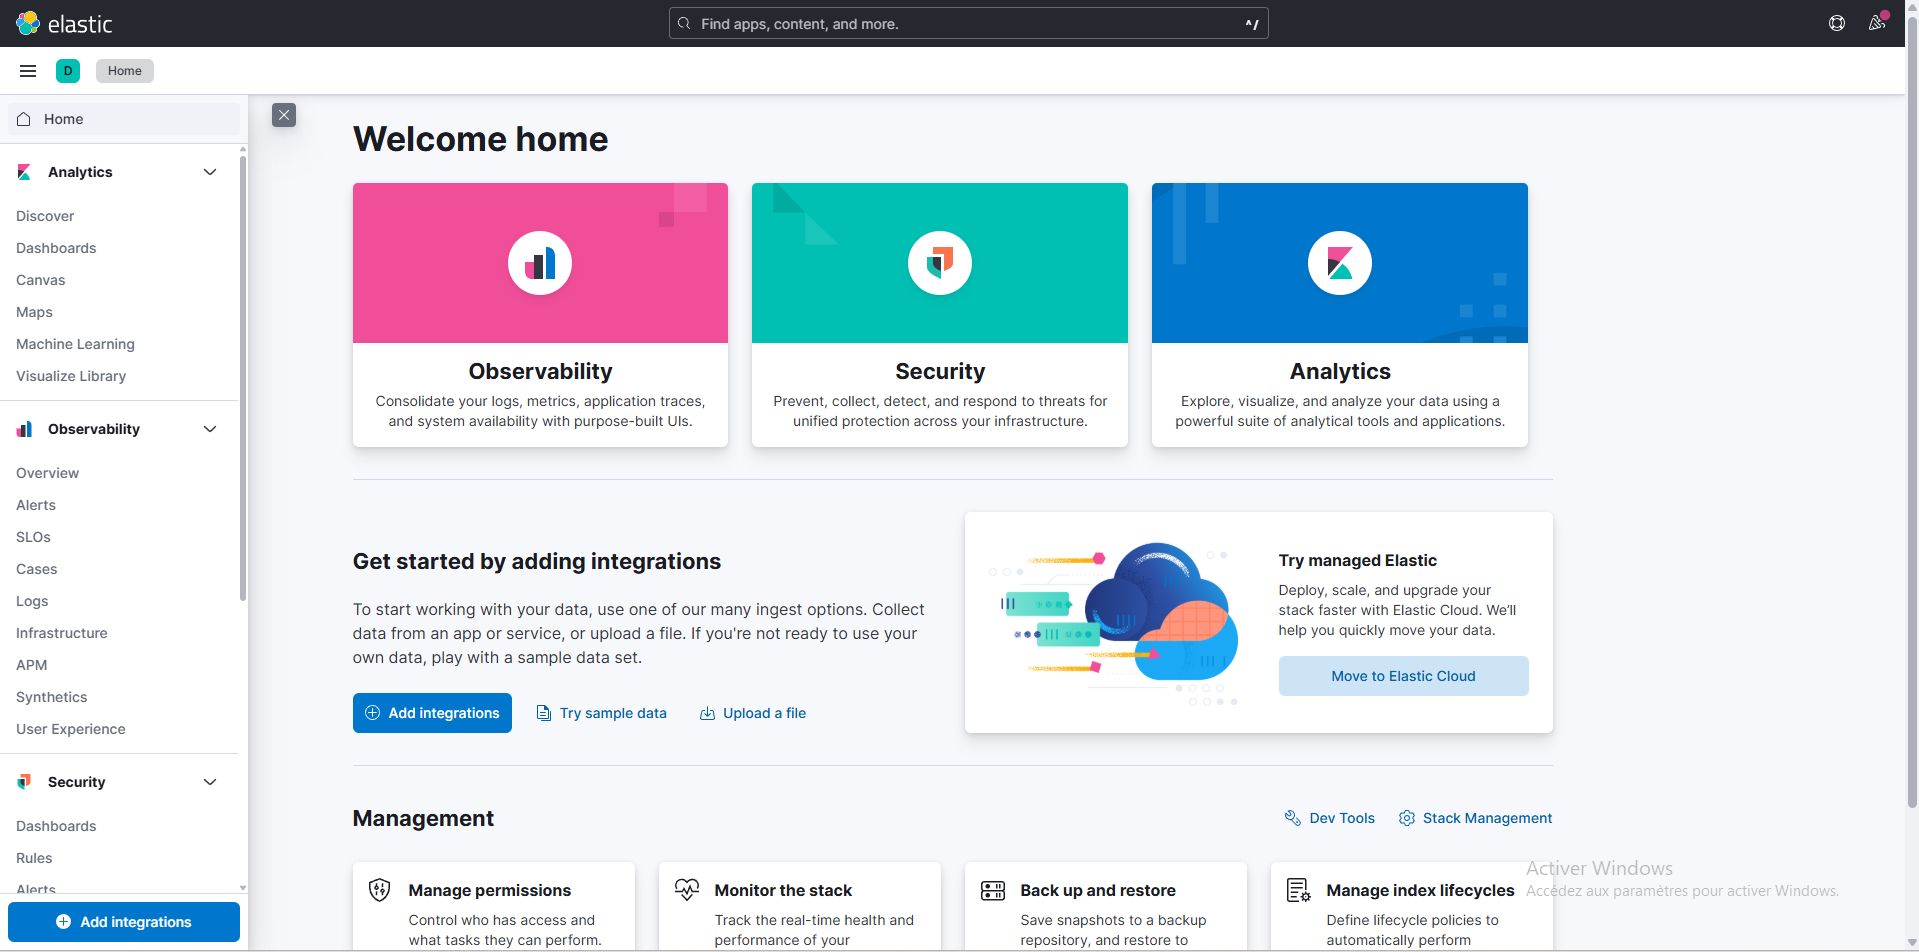 elastic
Find apps, content, and more.
^/
D
Home
Home
Analytics
Discover
Dashboards
Canvas
Maps
Machine Learning
Visualize Library
Observability
Overview
Alerts
SLOs
Cases
Logs
Infrastructure
APM
Synthetics
User Experience
Security
Dashboards
Rules
Alerts
Add integrations
Welcome home
Observability
Consolidate your logs, metrics, application traces,
and system availability with purpose-built UIs.
Security
Prevent, collect, detect, and respond to threats for
unified protection across your infrastructure.
Analytics
Explore, visualize, and analyze your data using a
powerful suite of analytical tools and applications.
Get started by adding integrations
To start working with your data, use one of our many ingest options. Collect
data from an app or service, or upload a file. If you're not ready to use your
own data, play with a sample data set.
Add integrations
Try sample data
Upload a file
Try managed Elastic
Deploy, scale, and upgrade your
stack faster with Elastic Cloud. We'll
help you quickly move your data.
Move to Elastic Cloud
Management
Dev Tools
Stack Management
Manage permissions
Control who has access and
what tasks they can perform.
Monitor the stack
Track the real-time health and
performance of your
Back up and restore
Save snapshots to a backup
repository, and restore to
Manage index lifecycles
Define lifecycle policies to
automatically perform
Activer Windows
Accédez aux paramètres pour activer Windows.